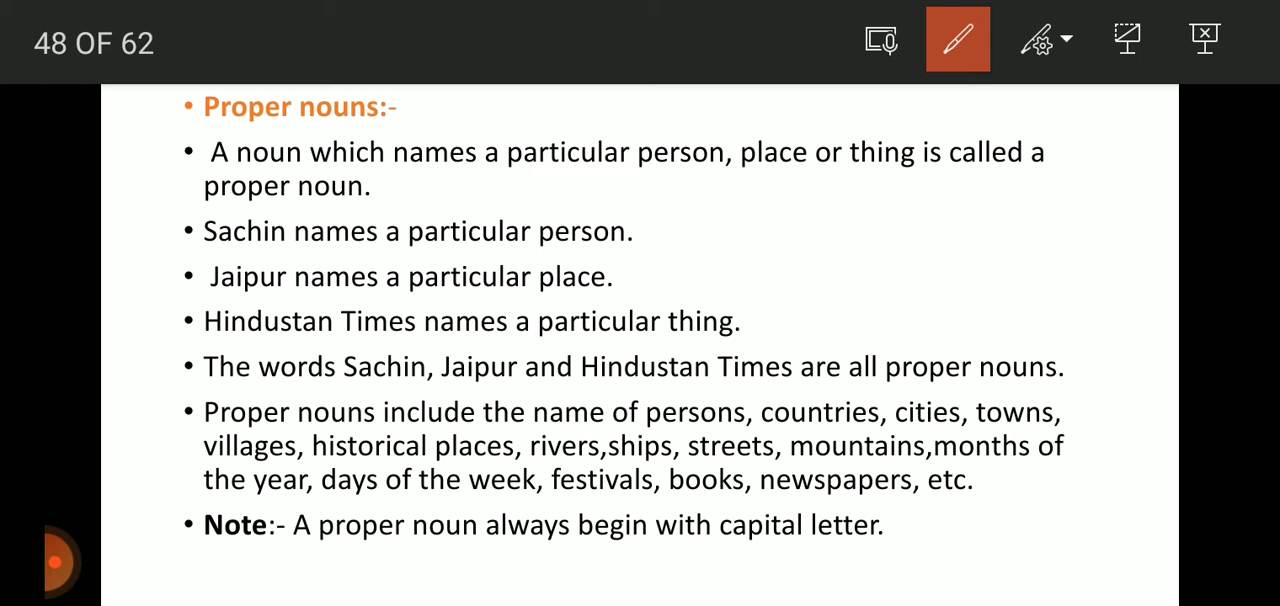 48 OF 62
• Proper nouns:-
• A noun which names a particular person, place or thing is called a
proper noun.
• Sachin names a particular person.
• Jaipur names a particular place.
• Hindustan Times names a particular thing.
• The words Sachin, Jaipur and Hindustan Times are all proper nouns.
• Proper nouns include the name of persons, countries, cities, towns,
villages, historical places, rivers,ships, streets, mountains,months of
the year, days of the week, festivals, books, newspapers, etc.
• Note:- A proper noun always begin with capital letter.